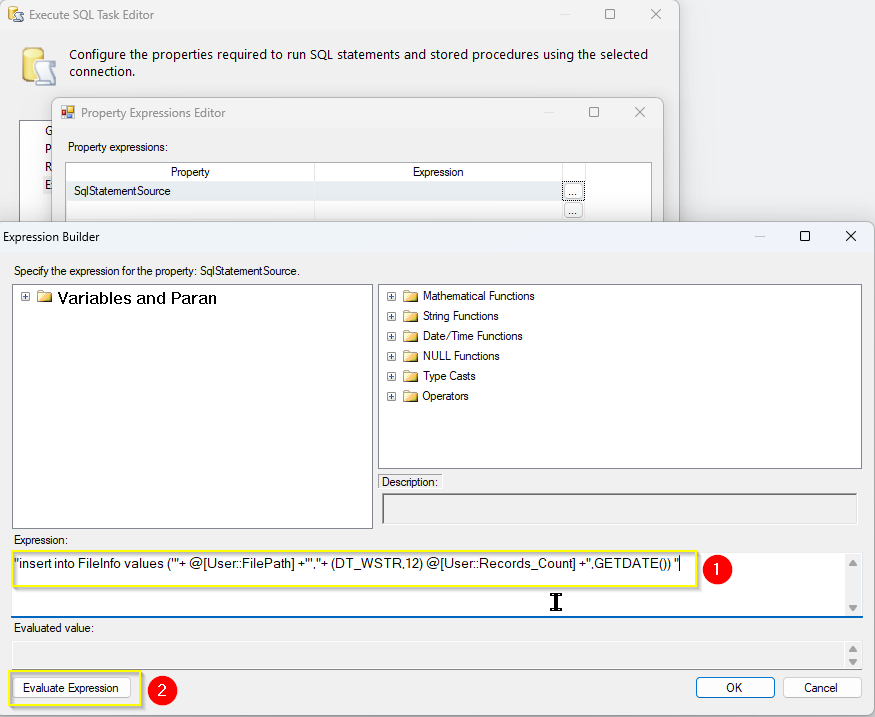 Execute SQL Task Editor
Configure the properties required to run SQL statements and stored procedures using the selected
connection.
G
P
R
E
Property Expressions Editor
Property expressions:
Property Expression
SqlStatementSource ...
...
Expression Builder
Specify the expression for the property: SqlStatementSource.
Variables and Paran
Mathematical Functions
String Functions
Date/Time Functions
NULL Functions
Type Casts
Operators
Description:
Expression:
"insert into FileInfo values ('"+ @[User::FilePath] +"',"+ (DT_WSTR,12) @[User::Records_Count] +",GETDATE()) "
1
Evaluated value:
Evaluate Expression
2
OK
Cancel